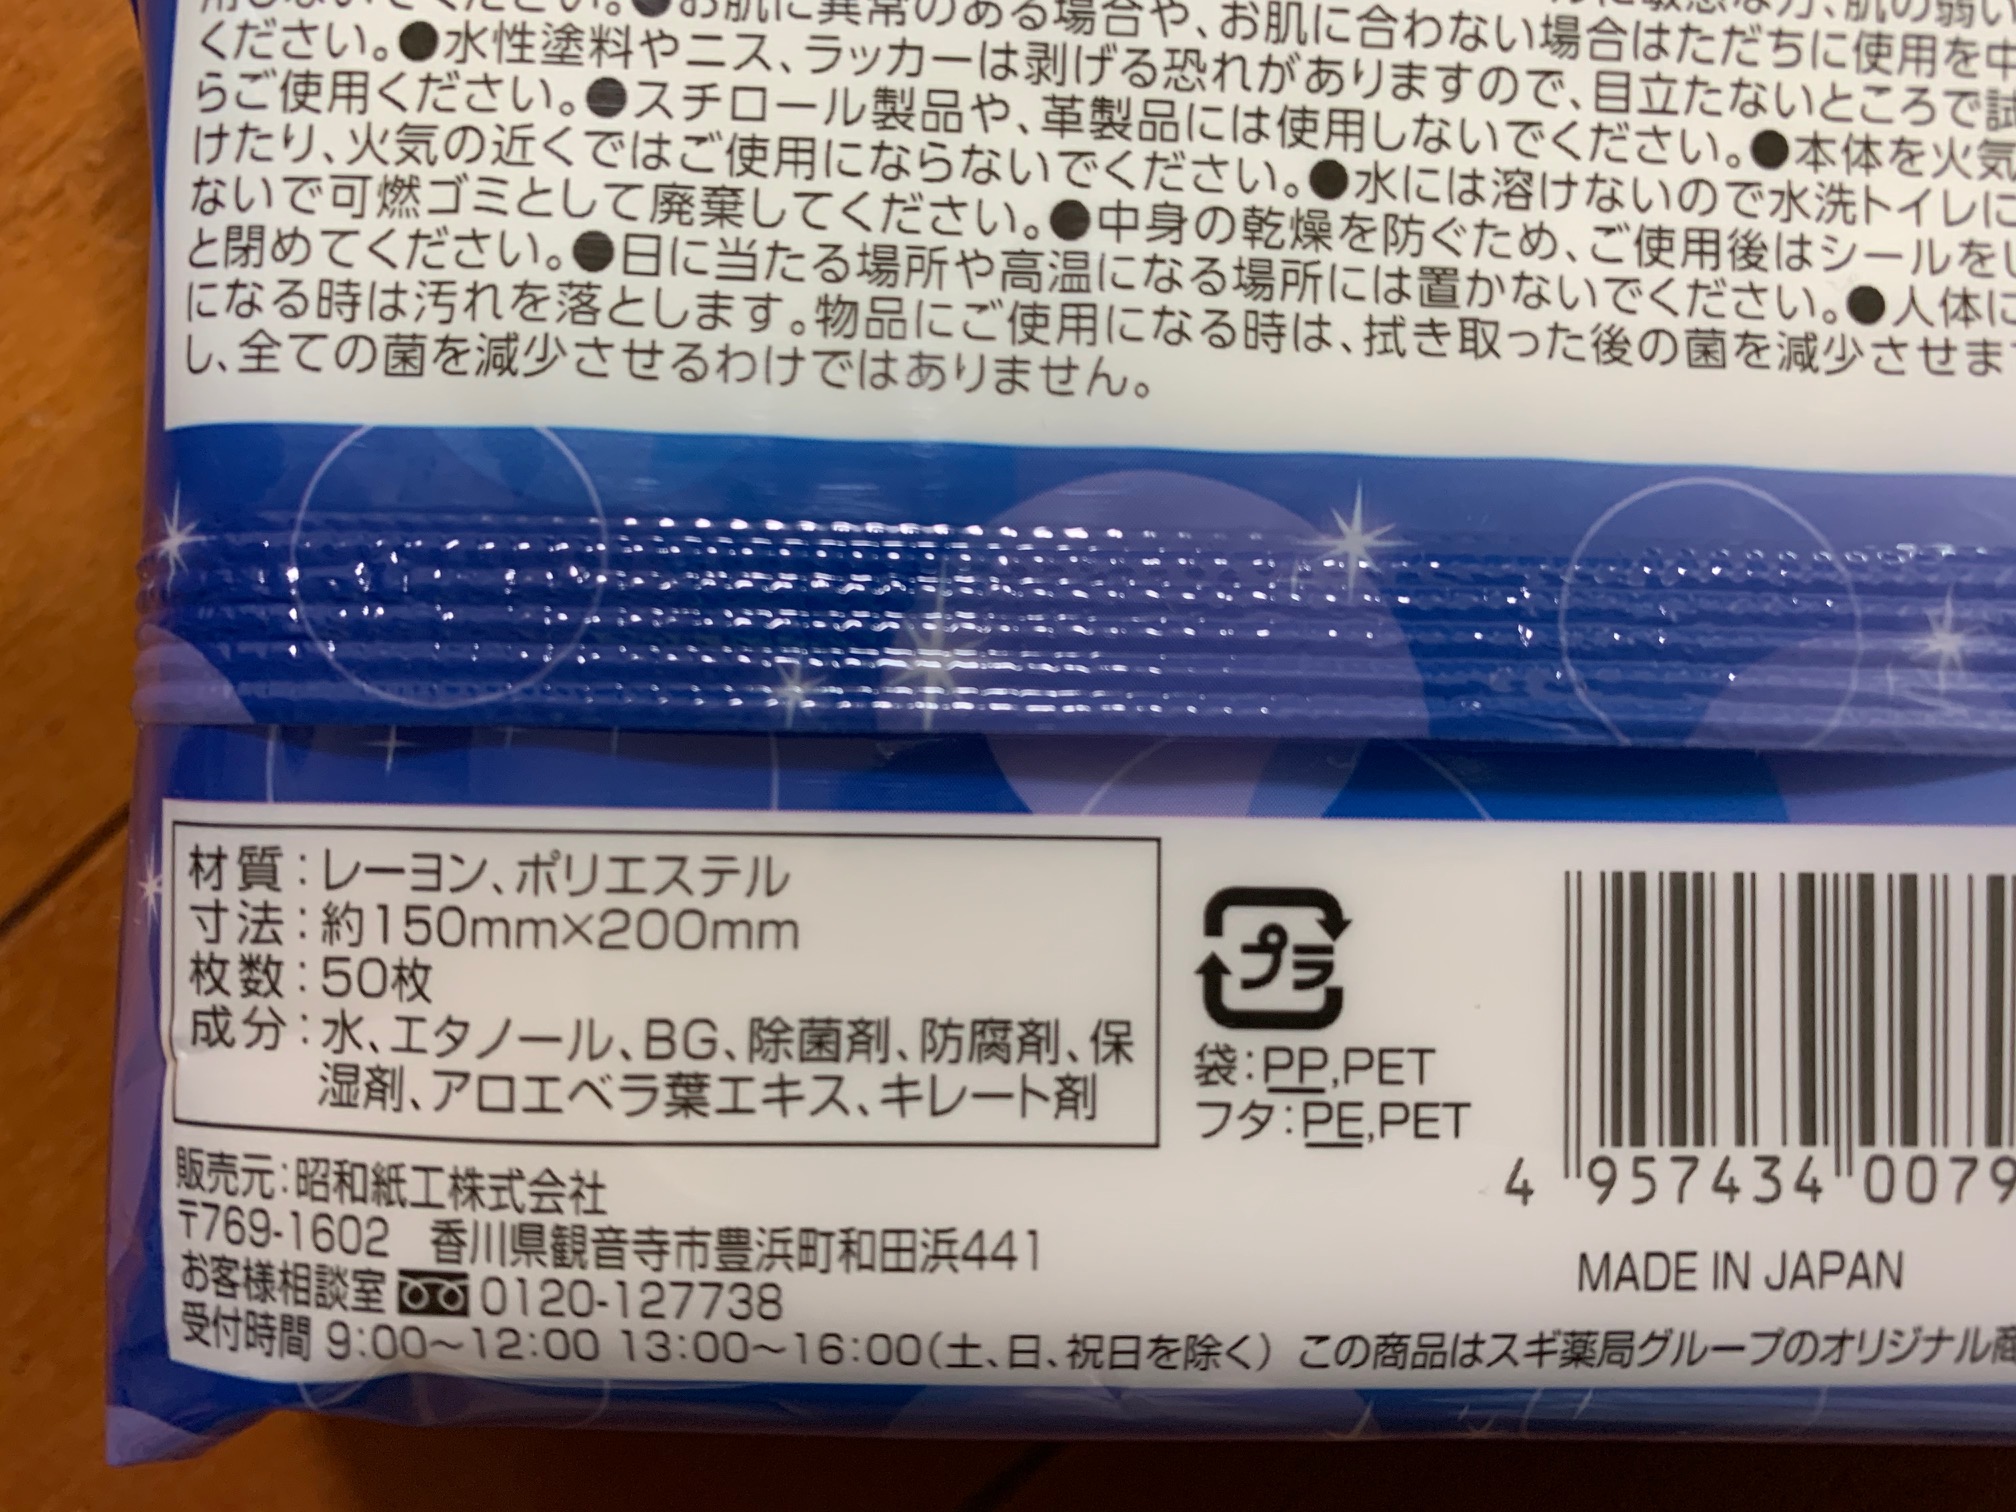 ください。●水性塗料やニス、ラッカーは剥げる恐れがありますので、目立たないところで試
らご使用ください。●スチロール製品や、革製品には使用しないでください。●本体を火気
けたり、火気の近くではご使用にならないでください。●水には溶けないので水洗トイレに
ないで可燃ゴミとして廃棄してください。●中身の乾燥を防ぐため、ご使用後はシールをし
と閉めてください。●日に当たる場所や高温になる場所には置かないでください。●人体に
になる時は汚れを落とします。物品にご使用になる時は、拭き取った後の菌を減少させま
し、全ての菌を減少させるわけではありません。
材質:レーヨン、ポリエステル
寸法:約150mm×200mm
枚数:50枚
成分:水、エタノール、BG、除菌剤、防腐剤、保
湿剤、アロエベラ葉エキス、キレート剤
プラ
袋:PP,PET
フタ:PE,PET
4 957434 0079
MADE IN JAPAN
販売元:昭和紙工株式会社
〒769-1602 香川県観音寺市豊浜町和田浜441
お客様相談室 0120-127738
受付時間 9:00～12:00 13:00～16:00(土、日、祝日を除く) この商品はスギ薬局グループのオリジナル商